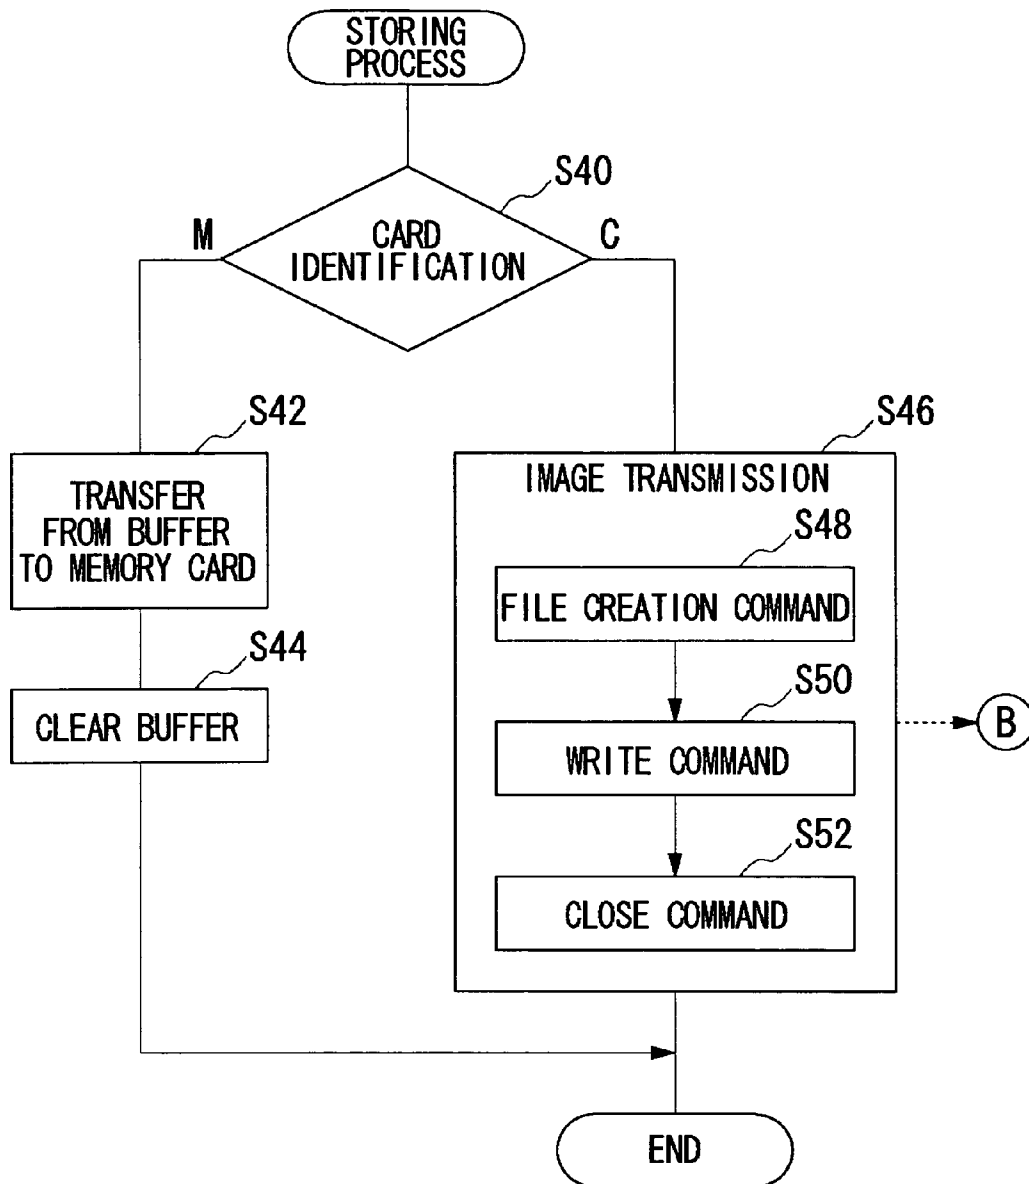 STORING
PROCESS
S40
M
CARD
IDENTIFICATION
C
S42
TRANSFER
FROM BUFFER
TO MEMORY CARD
S44
CLEAR BUFFER
S46
IMAGE TRANSMISSION
S48
FILE CREATION COMMAND
S50
WRITE COMMAND
B
S52
CLOSE COMMAND
END